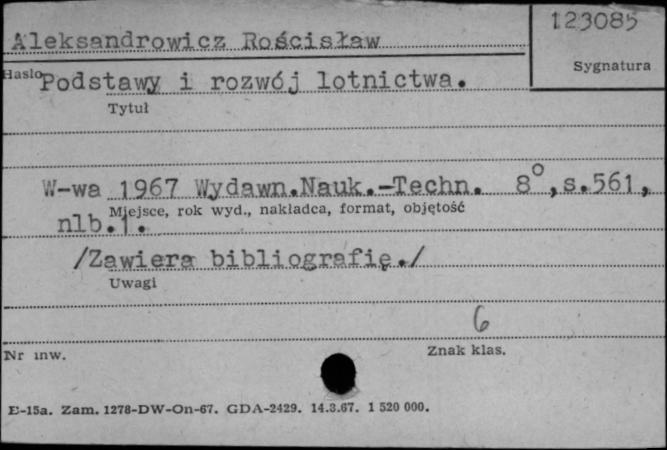 123085
Aleksandrowicz Rościsław
Sygnatura
Hasło Podstawy i rozwój lotnictwa.
Tytuł
W-wa 1967 Wydawn.Nauk.-Techn. 8°,s.561,
Miejsce, rok wyd., nakładca, format, objętość
nlb.1.
/Zawiera bibliografię./
Uwagi
6
Nr inw.
Znak klas.
E-15a. Zam. 1278-DW-On-67. GDA-2429. 14.3.67. 1 520 000.